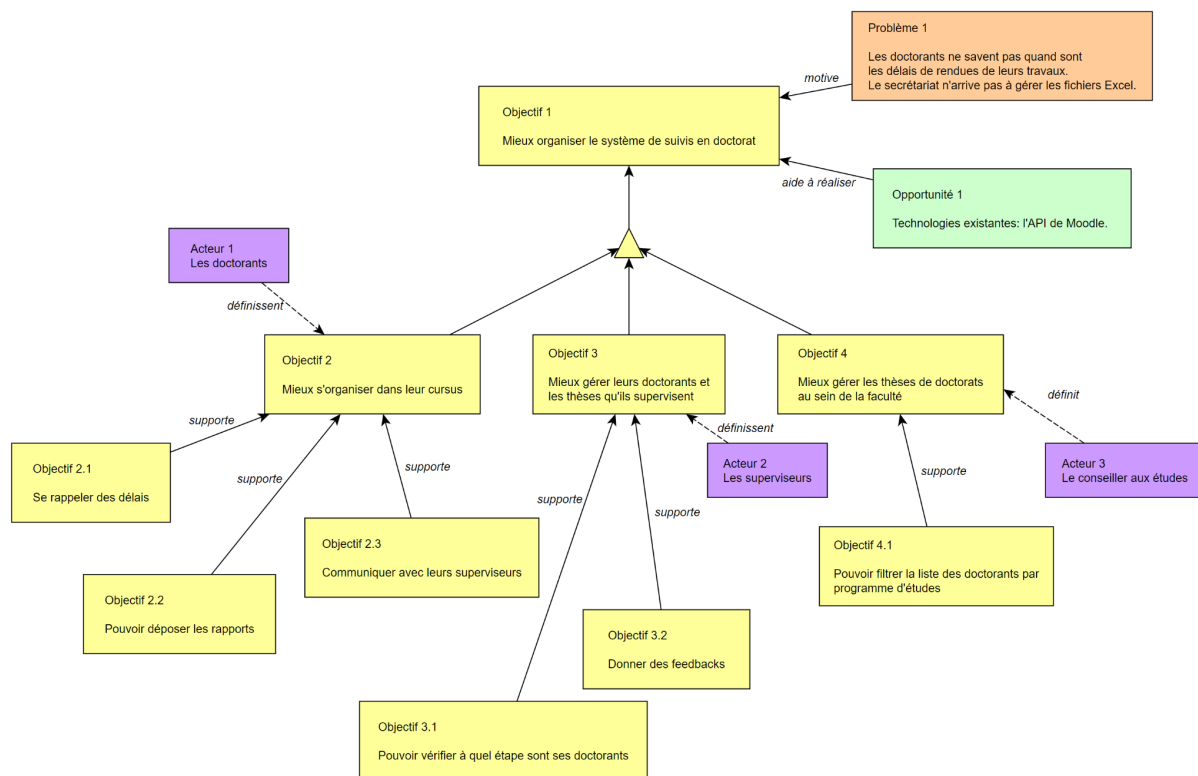 Problème 1
Les doctorants ne savent pas quand sont
les délais de rendues de leurs travaux.
Le secrétariat n'arrive pas à gérer les fichiers Excel.
motive
Objectif 1
Mieux organiser le système de suivis en doctorat
aide à réaliser
Opportunité 1
Technologies existantes: l'API de Moodle.
Acteur 1
Les doctorants
définissent
Objectif 2
Mieux s'organiser dans leur cursus
Objectif 3
Mieux gérer leurs doctorants et
les thèses qu'ils supervisent
Objectif 4
Mieux gérer les thèses de doctorats
au sein de la faculté
définit
supporte
définissent
Objectif 2.1
Se rappeler des délais
supporte
supporte
Acteur 2
Les superviseurs
supporte
Acteur 3
Le conseiller aux études
supporte
supporte
Objectif 2.3
Communiquer avec leurs superviseurs
Objectif 4.1
Pouvoir filtrer la liste des doctorants par
programme d'études
Objectif 2.2
Pouvoir déposer les rapports
Objectif 3.2
Donner des feedbacks
Objectif 3.1
Pouvoir vérifier à quel étape sont ses doctorants